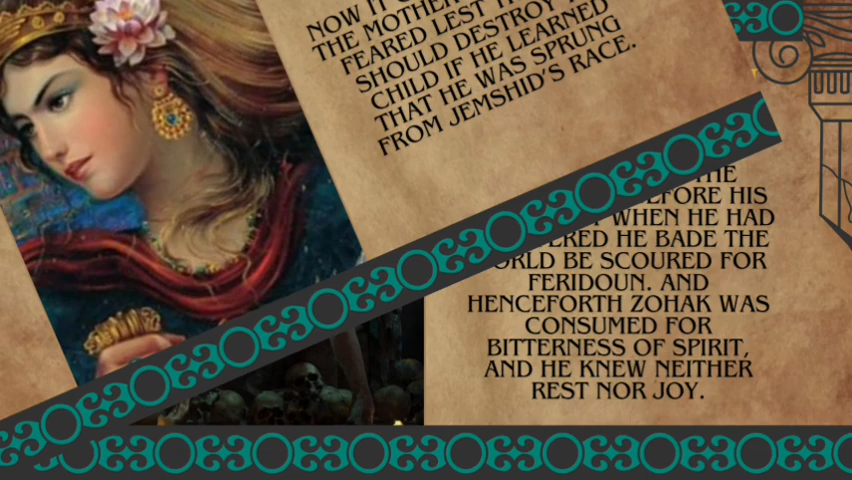 NOW IT
THE MOTHER
FEARED LEST
SHOULD DESTROY
CHILD IF HE LEARNED
THAT HE WAS SPRUNG
FROM JEMSHID'S RACE.
THE
BEFORE HIS
WHEN HE HAD
HE BADE THE
WORLD BE SCOURED FOR
FERIDOUN. AND
HENCEFORTH ZOHAK WAS
CONSUMED FOR
BITTERNESS OF SPIRIT,
AND HE KNEW NEITHER
REST NOR JOY.